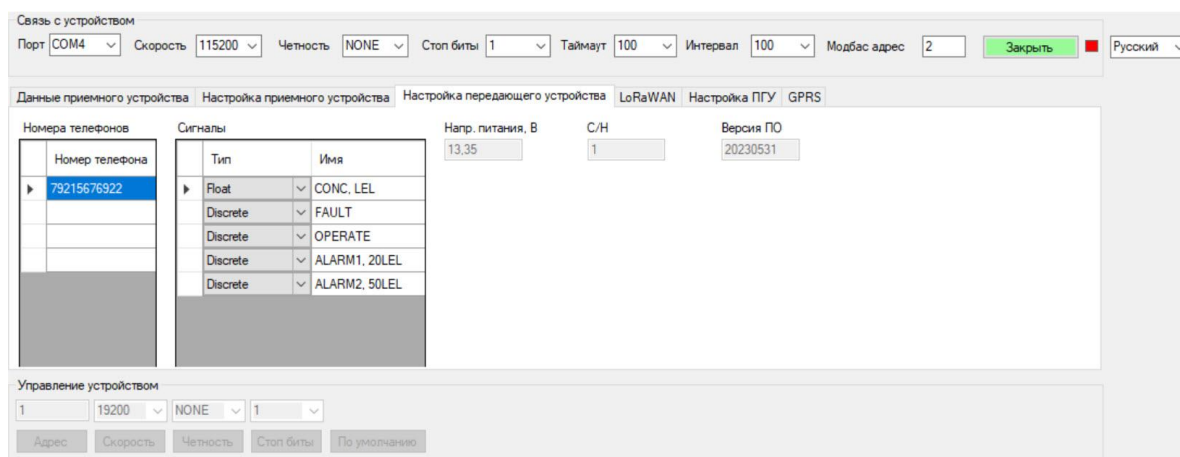 Связь с устройством
Порт COM4 Скорость 115200 Четность NONE Стоп биты 1 Таймаут 100 Интервал 100 Модбас адрес 2 Закрыть Русский
Данные приемного устройства Настройка приемного устройства Настройка передающего устройства LoRaWAN Настройка ПГУ GPRS
Номера телефонов Сигналы Напр. питания, В С/Н Версия ПО
13,35 1 20230531
Номер телефона Тип Имя
79215676922 Float CONC, LEL
Discrete FAULT
Discrete OPERATE
Discrete ALARM1, 20LEL
Discrete ALARM2, 50LEL
Управление устройством
1 19200 NONE 1
Адрес Скорость Четность Стоп биты По умолчанию